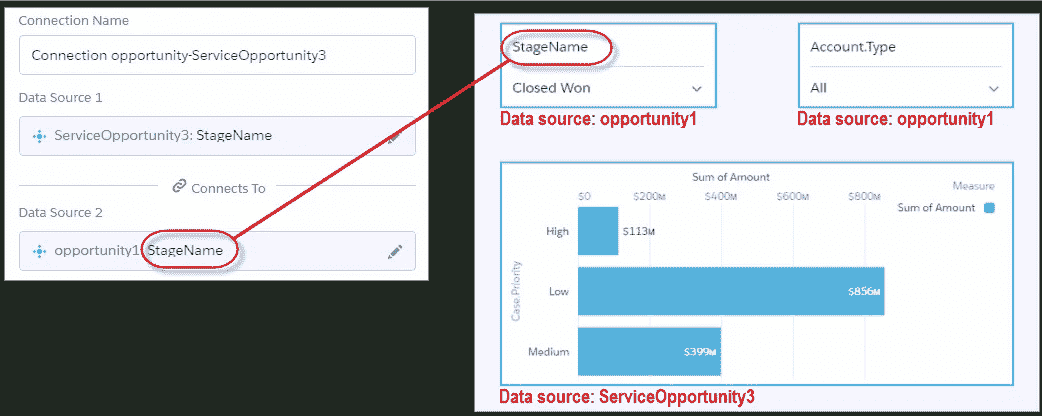 Connection Name
Connection opportunity-ServiceOpportunity3
Data Source 1
ServiceOpportunity3: StageName
Connects To
Data Source 2
opportunity1: StageName
StageName
Closed Won
Data source: opportunity1
Account.Type
All
Data source: opportunity1
Sum of Amount
$0 $200M $400M $600M $800M
Measure
Sum of Amount
Case.Priority
High $113M
Low $856M
Medium $399M
Data source: ServiceOpportunity3